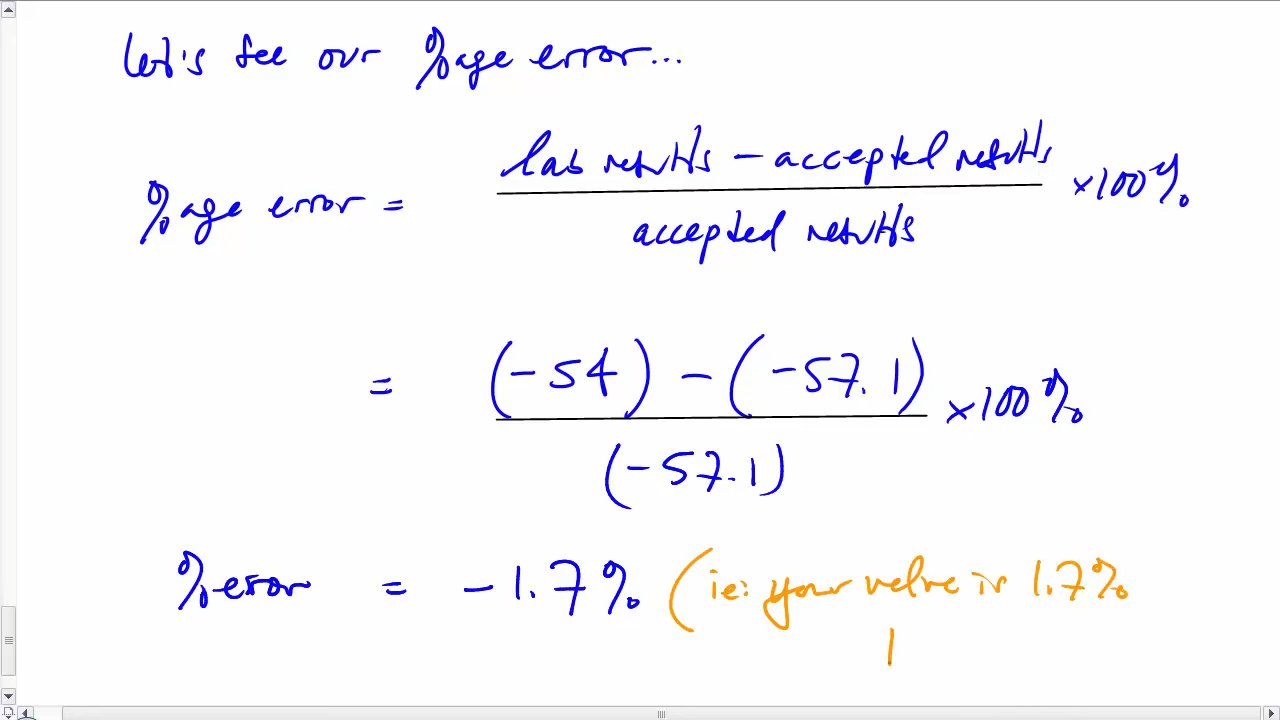 Let's see our %age error...
%age error = lab results - accepted results / accepted results ×100%
= (-54) - (-57.1) / (-57.1) ×100%
% error = -1.7% (ie: your value is 1.7%